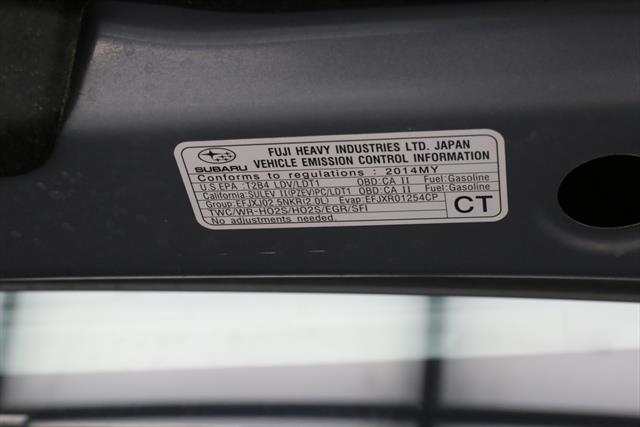 FUJI HEAVY INDUSTRIES LTD. JAPAN
VEHICLE EMISSION CONTROL INFORMATION
SUBARU
Conforms to regulations : 2014MY
U.S.EPA :T2B4 LDV/LDT1 OBD:CA II Fuel:Gasoline
California:SULEV II(PZEV)PC/LDT1 OBD:CA II Fuel:Gasoline
Group:EFJXJ02.5NKR(2.0L) Evap:EFJXR01254CP
TWC/WR-HO2S/HO2S/EGR/SFI
No adjustments needed.
CT